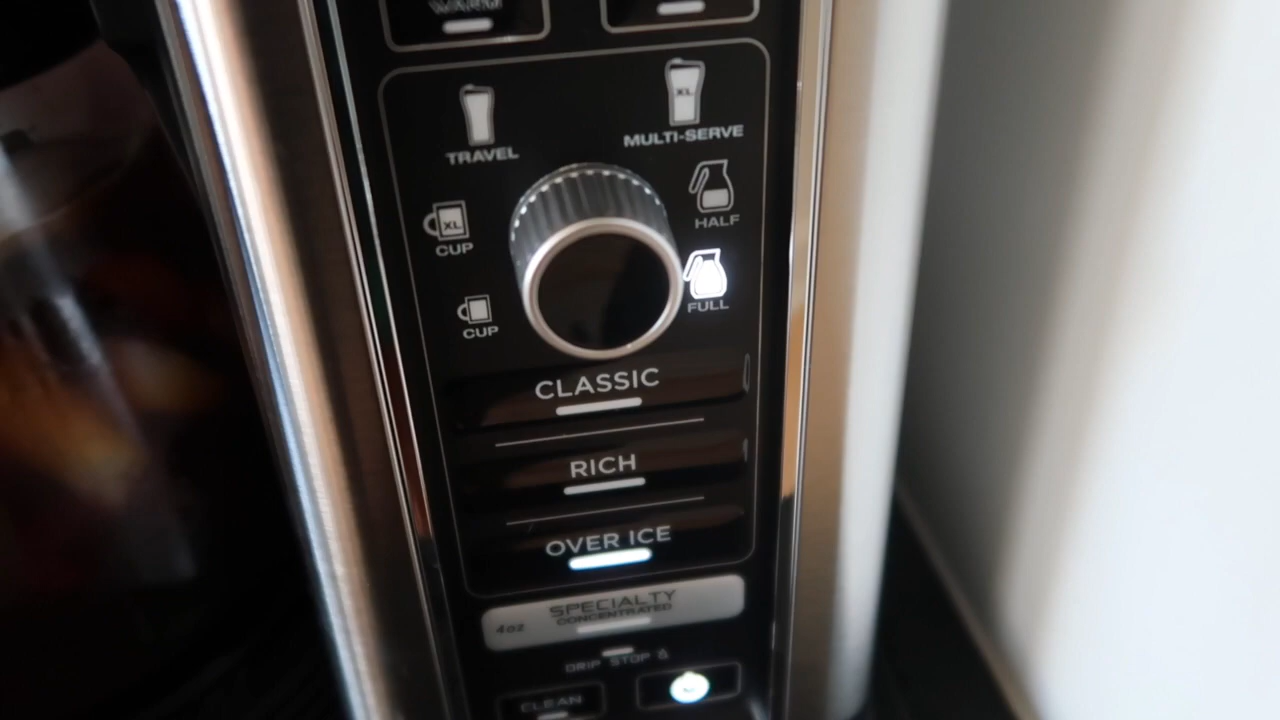 WARM
TRAVEL
XL
MULTI-SERVE
XL
CUP
HALF
CUP
FULL
CLASSIC
RICH
OVER ICE
SPECIALTY
CONCENTRATED
4oz
DRIP STOP
CLEAN